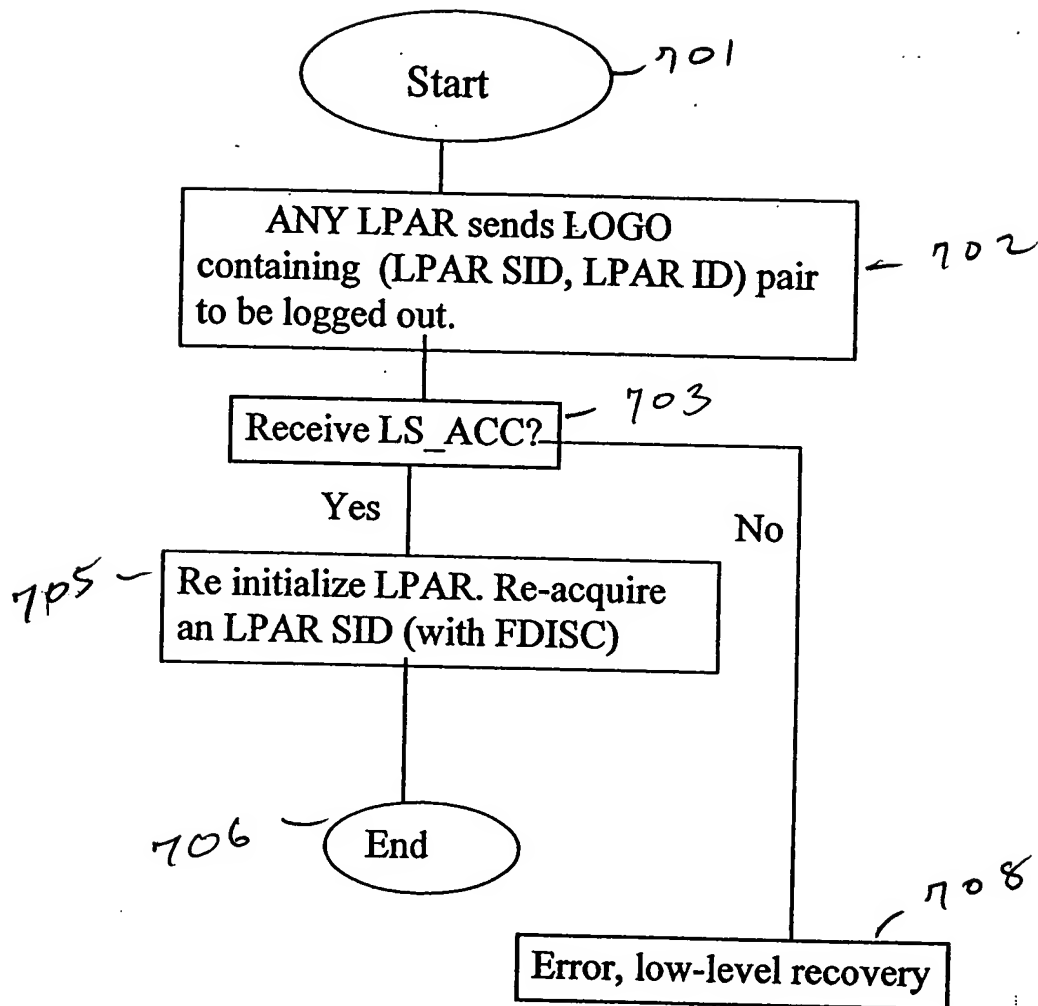 Start
701
ANY LPAR sends LOGO
containing (LPAR SID, LPAR ID) pair
to be logged out.
702
Receive LS_ACC?
703
Yes
No
705
Re initialize LPAR. Re-acquire
an LPAR SID (with FDISC)
706
End
708
Error, low-level recovery